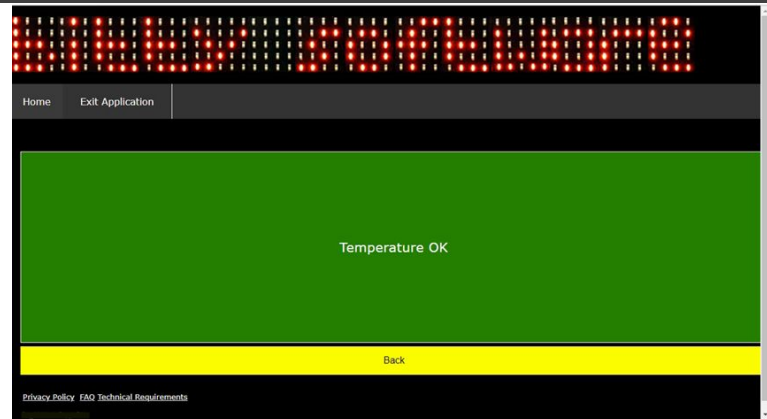 Home Exit Application
Temperature OK
Back
Privacy Policy FAQ Technical Requirements